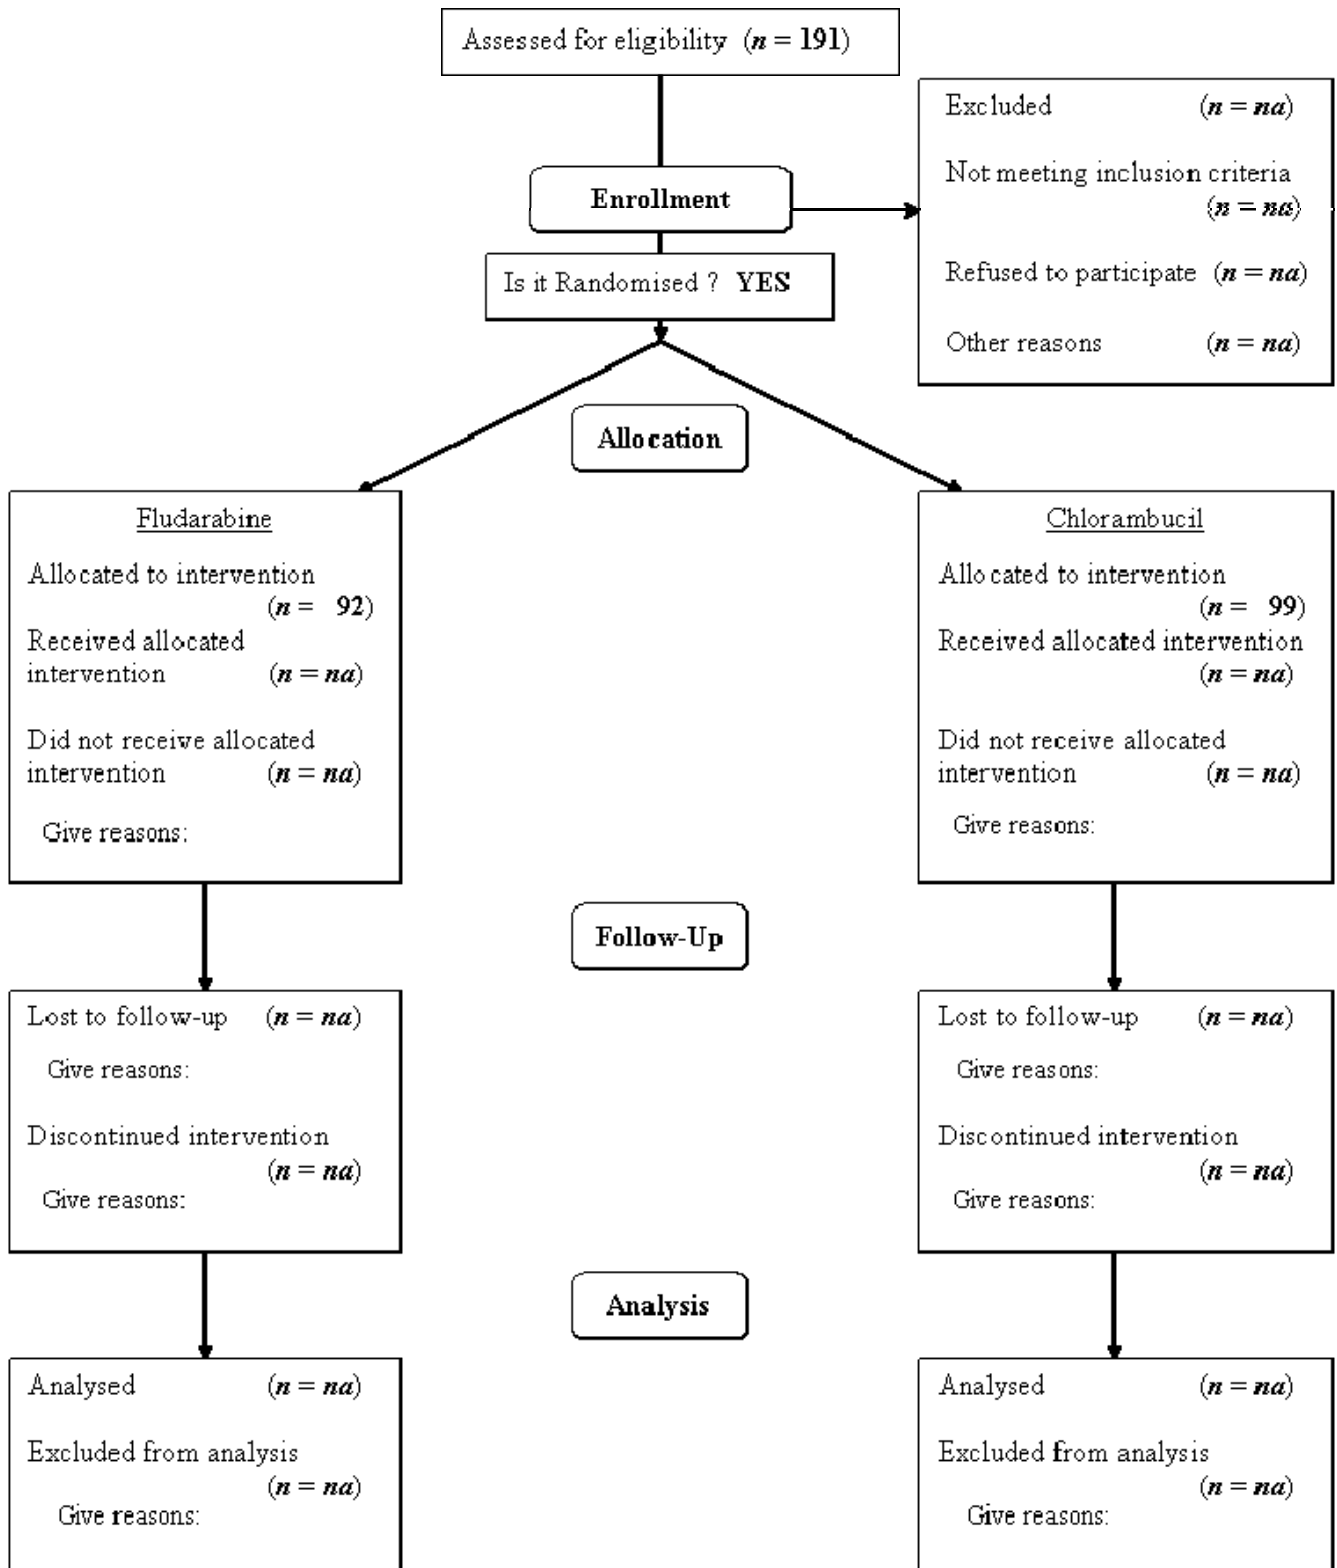 Assessed for eligibility (n = 191)
Excluded (n = na)
Not meeting inclusion criteria
(n = na)
Refused to participate (n = na)
Other reasons (n = na)
Enrollment
Is it Randomised ? YES
Allocation
Fludarabine
Allocated to intervention
(n = 92)
Received allocated
intervention (n = na)
Did not receive allocated
intervention (n = na)
Give reasons:
Chlorambucil
Allocated to intervention
(n = 99)
Received allocated intervention
(n = na)
Did not receive allocated
intervention (n = na)
Give reasons:
Follow-Up
Lost to follow-up (n = na)
Give reasons:
Discontinued intervention
(n = na)
Give reasons:
Lost to follow-up (n = na)
Give reasons:
Discontinued intervention
(n = na)
Give reasons:
Analysis
Analysed (n = na)
Excluded from analysis
(n = na)
Give reasons:
Analysed (n = na)
Excluded from analysis
(n = na)
Give reasons: